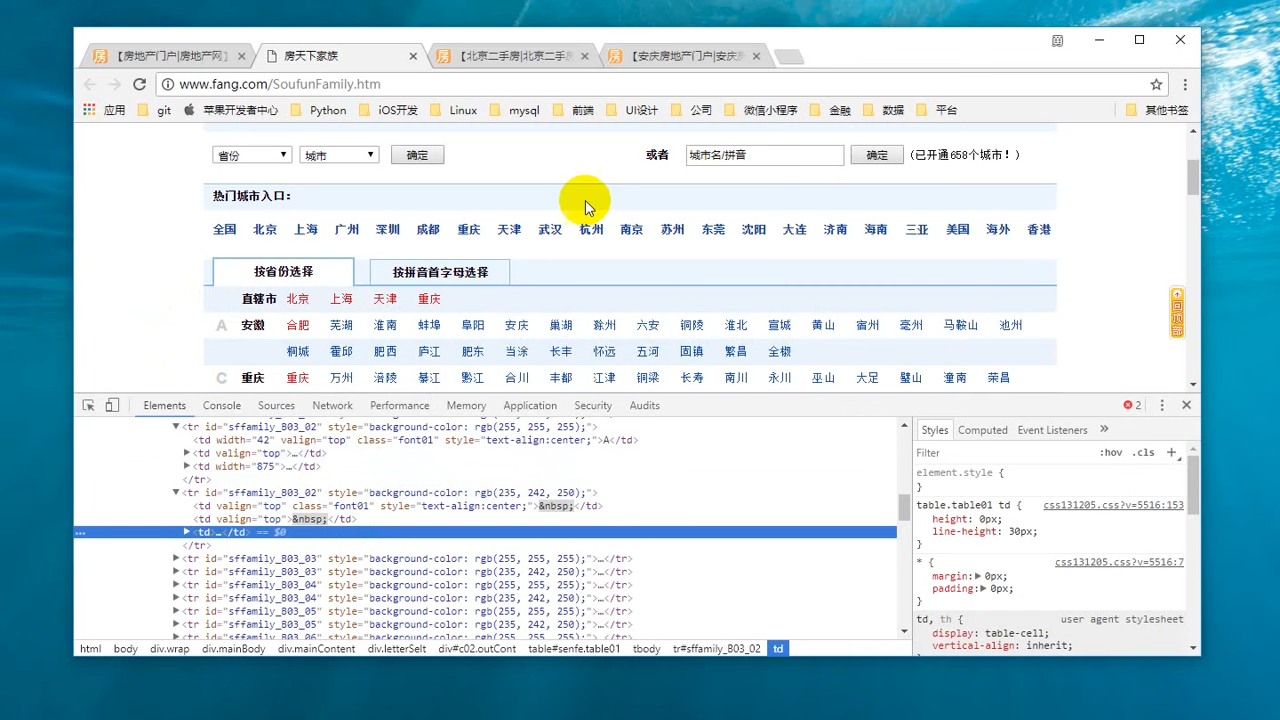 【房地产门户|房地产网】
房天下家族
【北京二手房|北京二手房
【安庆房地产门户|安庆房
www.fang.com/SoufunFamily.htm
应用 git 苹果开发者中心 Python iOS开发 Linux mysql 前端 UI设计 公司 微信小程序 金融 数据 平台 其他书签
省份 城市 确定 或者 城市名/拼音 确定 (已开通658个城市！)
热门城市入口：
全国 北京 上海 广州 深圳 成都 重庆 天津 武汉 杭州 南京 苏州 东莞 沈阳 大连 济南 海南 三亚 美国 海外 香港
按省份选择 按拼音首字母选择
直辖市 北京 上海 天津 重庆
A 安徽 合肥 芜湖 淮南 蚌埠 阜阳 安庆 巢湖 滁州 六安 铜陵 淮北 宣城 黄山 宿州 亳州 马鞍山 池州
桐城 霍邱 肥西 庐江 肥东 当涂 长丰 怀远 五河 固镇 繁昌 全椒
C 重庆 重庆 万州 涪陵 綦江 黔江 合川 丰都 江津 铜梁 长寿 南川 永川 巫山 大足 璧山 潼南 荣昌
回顶部
Elements Console Sources Network Performance Memory Application Security Audits 2
<tr id="sffamily_B03_02" style="background-color: rgb(255, 255, 255);">
<td width="42" valign="top" class="font01" style="text-align:center;">A</td>
<td valign="top">…</td>
<td width="875">…</td>
</tr>
<tr id="sffamily_B03_02" style="background-color: rgb(235, 242, 250);">
<td valign="top" class="font01" style="text-align:center;">&nbsp;</td>
<td valign="top">&nbsp;</td>
<td>…</td> == $0
</tr>
<tr id="sffamily_B03_03" style="background-color: rgb(255, 255, 255);">…</tr>
<tr id="sffamily_B03_03" style="background-color: rgb(235, 242, 250);">…</tr>
<tr id="sffamily_B03_04" style="background-color: rgb(255, 255, 255);">…</tr>
<tr id="sffamily_B03_04" style="background-color: rgb(235, 242, 250);">…</tr>
<tr id="sffamily_B03_05" style="background-color: rgb(255, 255, 255);">…</tr>
<tr id="sffamily_B03_05" style="background-color: rgb(235, 242, 250);">…</tr>
<tr id="sffamily_B03_06" style="background-color: rgb(255, 255, 255);">…</tr>
html body div.wrap div.mainBody div.mainContent div.letterSelt div#c02.outCont table#senfe.table01 tbody tr#sffamily_B03_02 td
Styles Computed Event Listeners »
Filter :hov .cls +
element.style {
}
table.table01 td { css131205.css?v=5516:153
height: 0px;
line-height: 30px;
}
* { css131205.css?v=5516:7
margin: 0px;
padding: 0px;
}
td, th { user agent stylesheet
display: table-cell;
vertical-align: inherit;